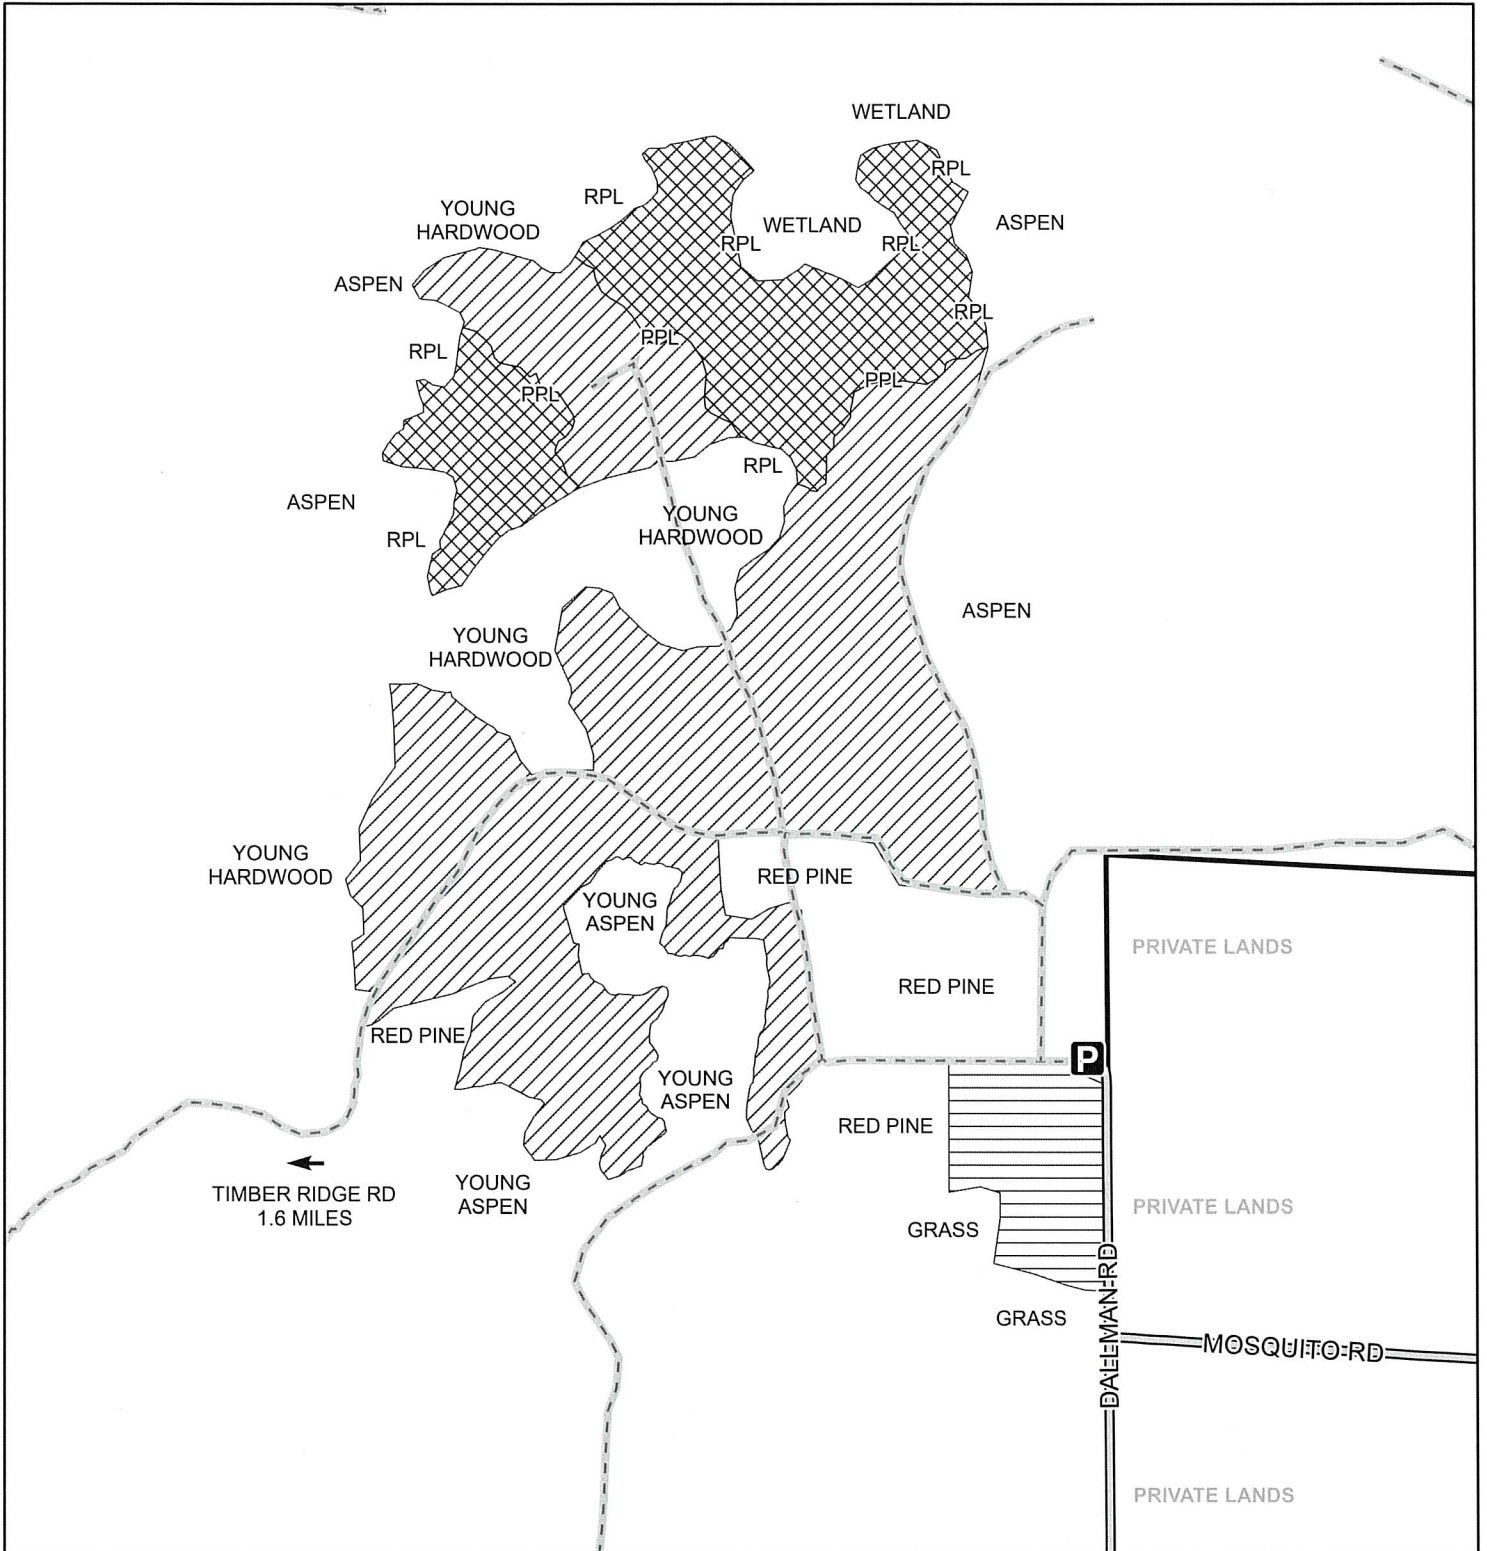 WETLAND
RPL
RPL
YOUNG
HARDWOOD
WETLAND
ASPEN
RPL
RPL
ASPEN
RPL
PPL
RPL
PPL
PPL
RPL
ASPEN
YOUNG
HARDWOOD
RPL
ASPEN
YOUNG
HARDWOOD
YOUNG
HARDWOOD
RED PINE
YOUNG
ASPEN
PRIVATE LANDS
RED PINE
RED PINE
P
YOUNG
ASPEN
RED PINE
TIMBER RIDGE RD
1.6 MILES
YOUNG
ASPEN
PRIVATE LANDS
GRASS
DALLMAN RD
GRASS
MOSQUITO RD
PRIVATE LANDS